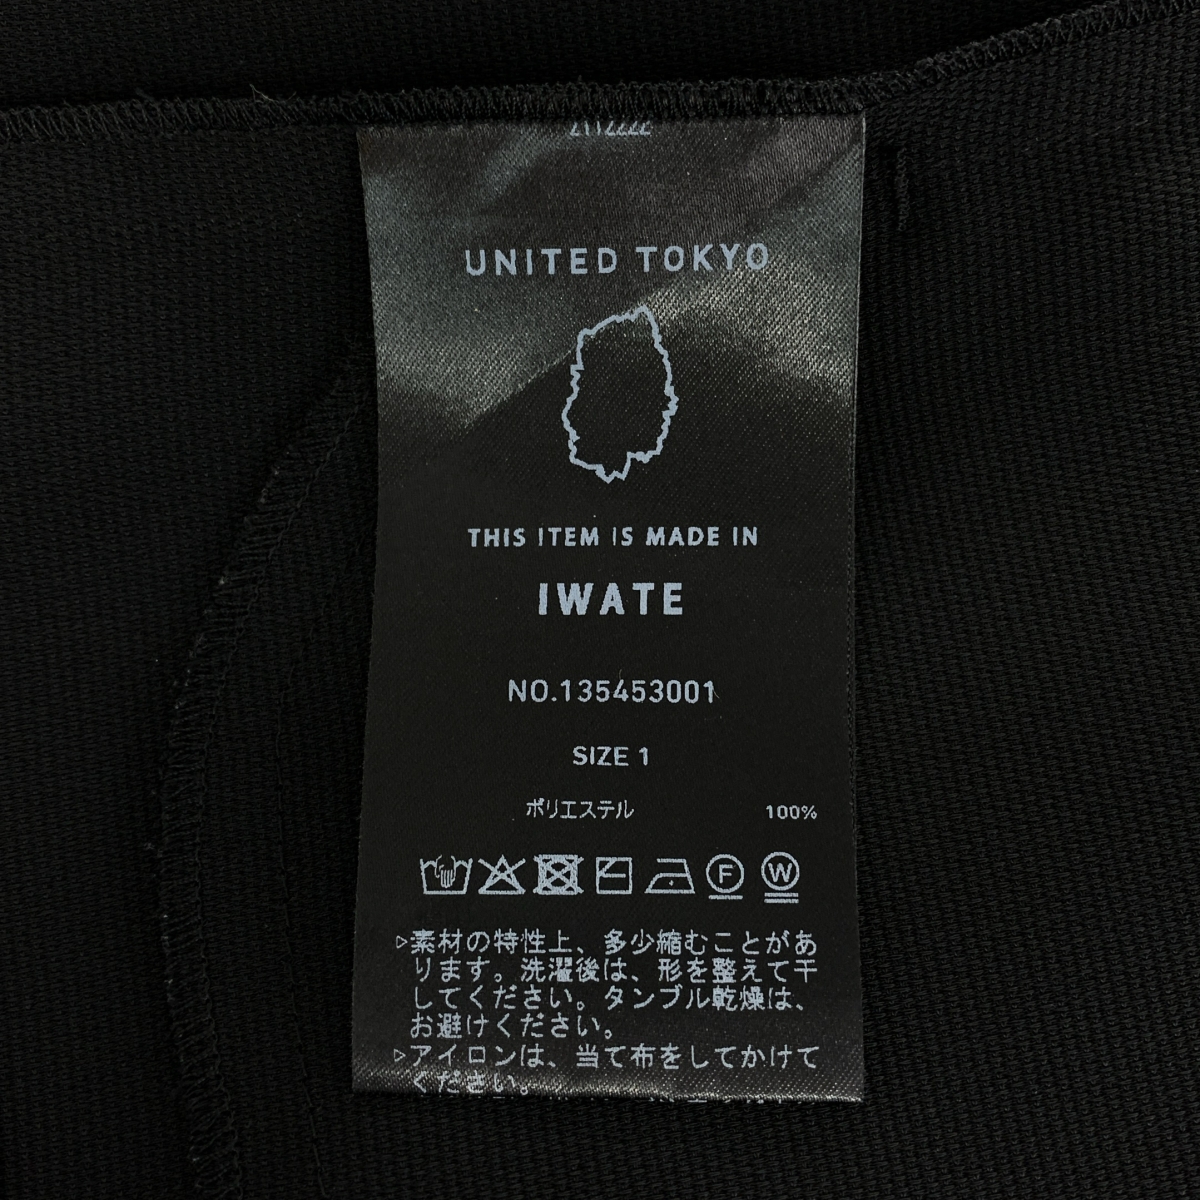 UNITED TOKYO
THIS ITEM IS MADE IN
IWATE
NO.135453001
SIZE 1
ポリエステル 100%
F W
▷素材の特性上、多少縮むことがあ
ります。洗濯後は、形を整えて干
してください。タンブル乾燥は、
お避けください。
▷アイロンは、当て布をしてかけて
ください。